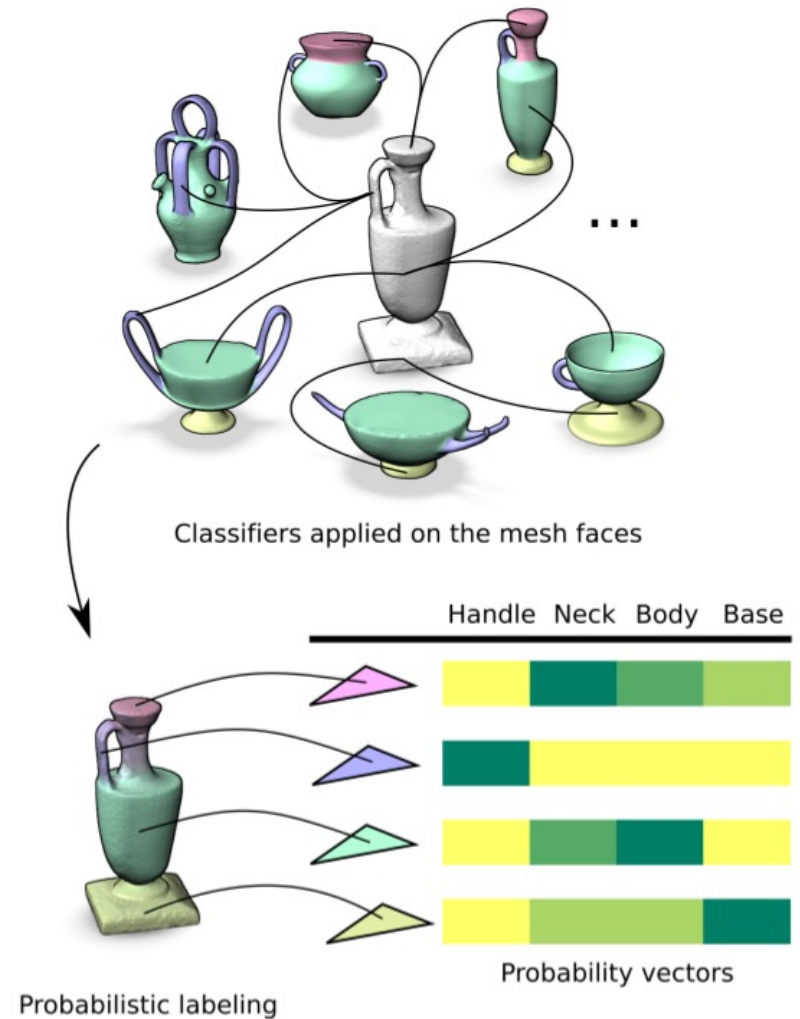 ...
Classifiers applied on the mesh faces
Handle Neck Body Base
Probability vectors
Probabilistic labeling